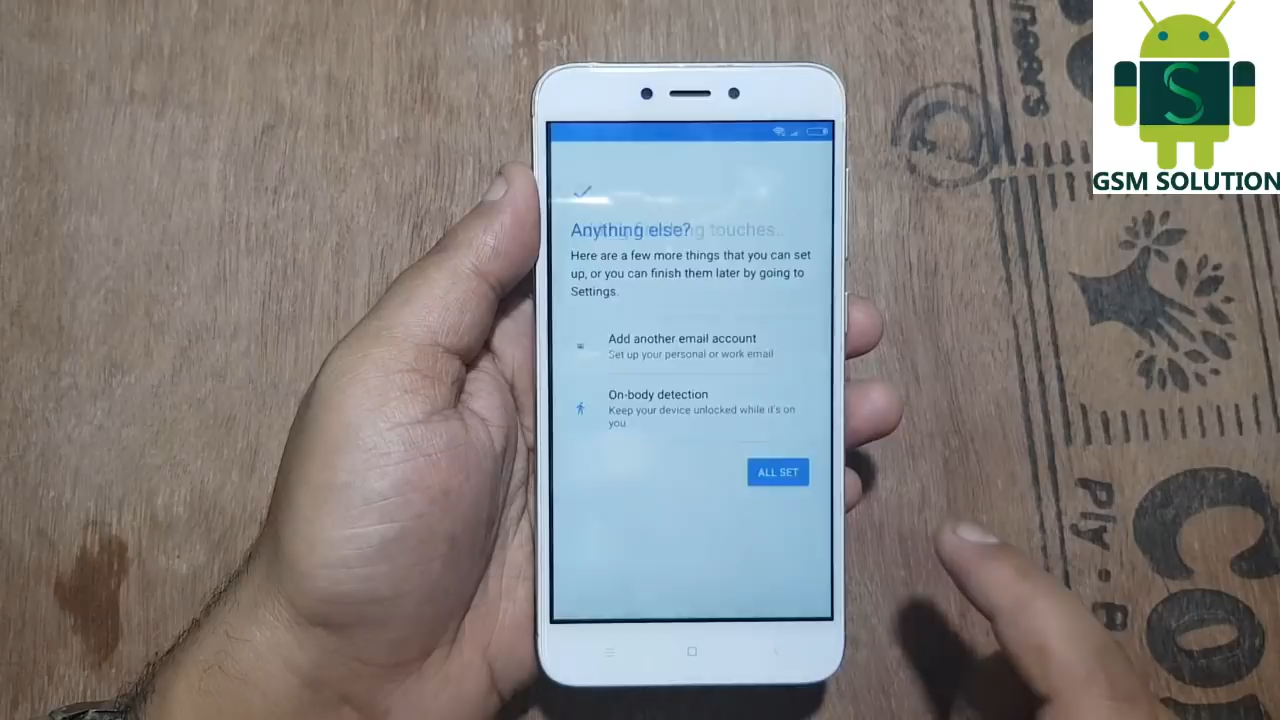 GSM SOLUTION
Anything else?
touches..
Here are a few more things that you can set
up, or you can finish them later by going to
Settings.
Add another email account
Set up your personal or work email
On-body detection
Keep your device unlocked while it's on
you
ALL SET
Ply.